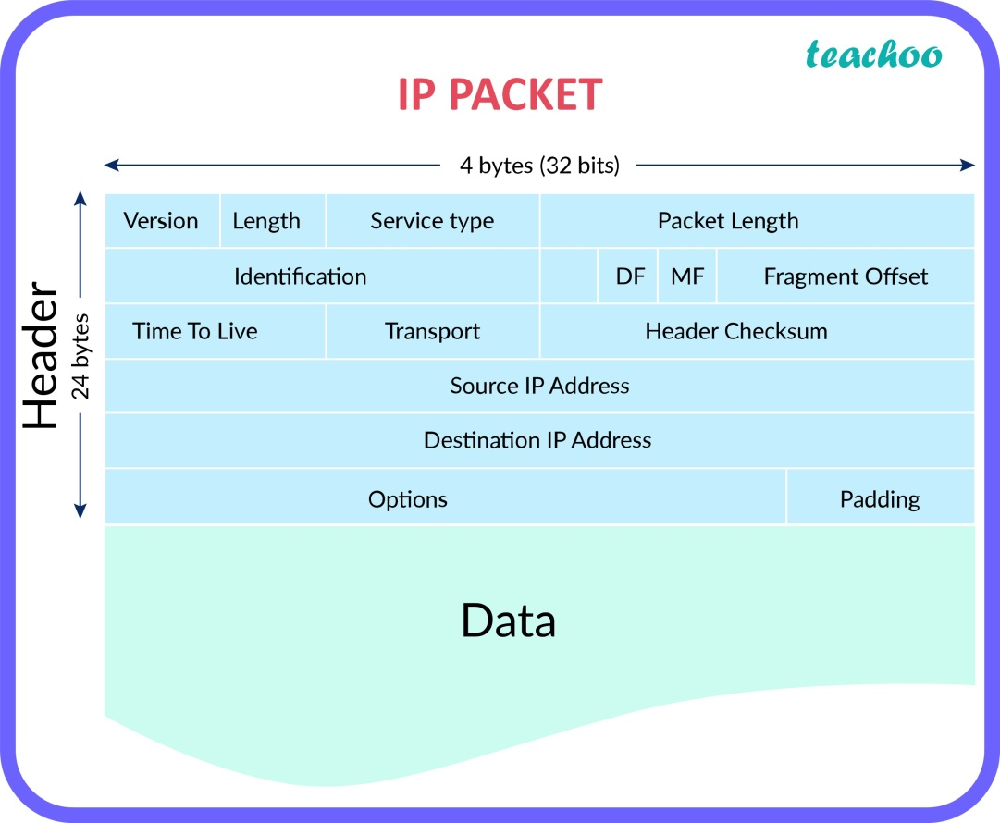 teachoo
IP PACKET
4 bytes (32 bits)
Header
24 bytes
Version Length Service type Packet Length
Identification DF MF Fragment Offset
Time To Live Transport Header Checksum
Source IP Address
Destination IP Address
Options Padding
Data